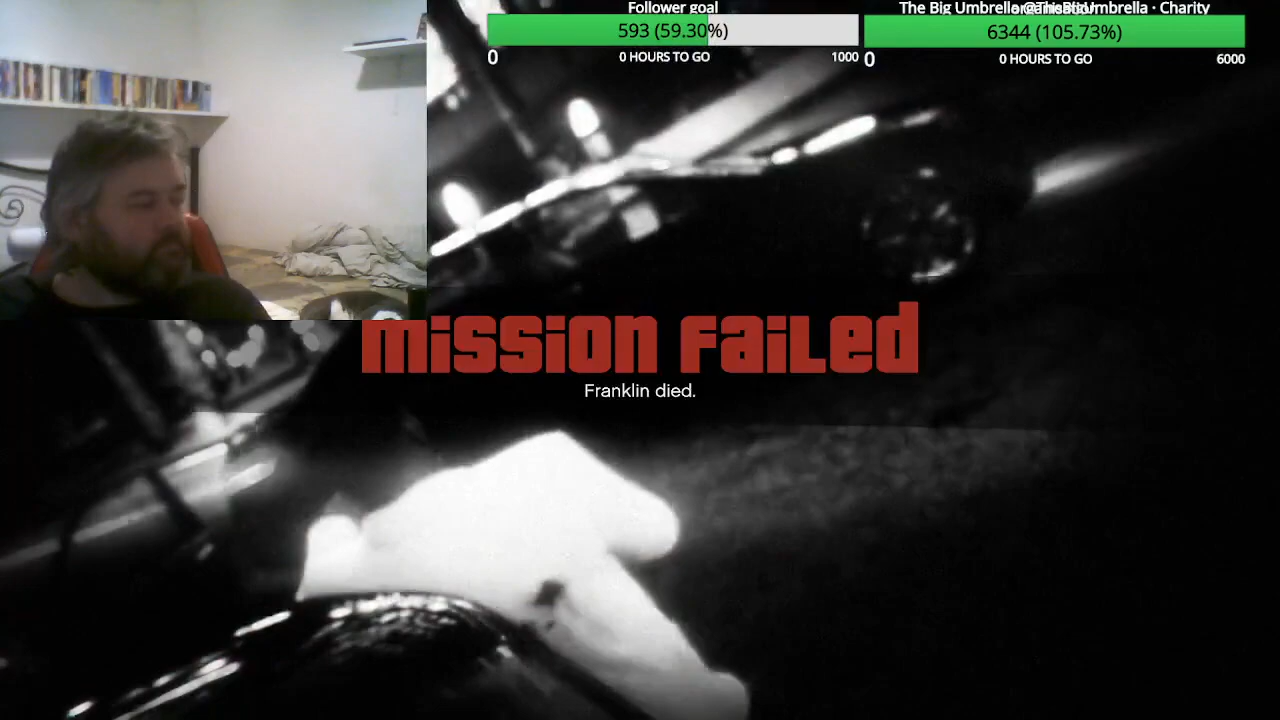 Follower goal
593 (59.30%)
0
0 HOURS TO GO
1000
The Big Umbrella @TheBigUmbrella · Charity
6344 (105.73%)
0
0 HOURS TO GO
6000
mission failed
Franklin died.